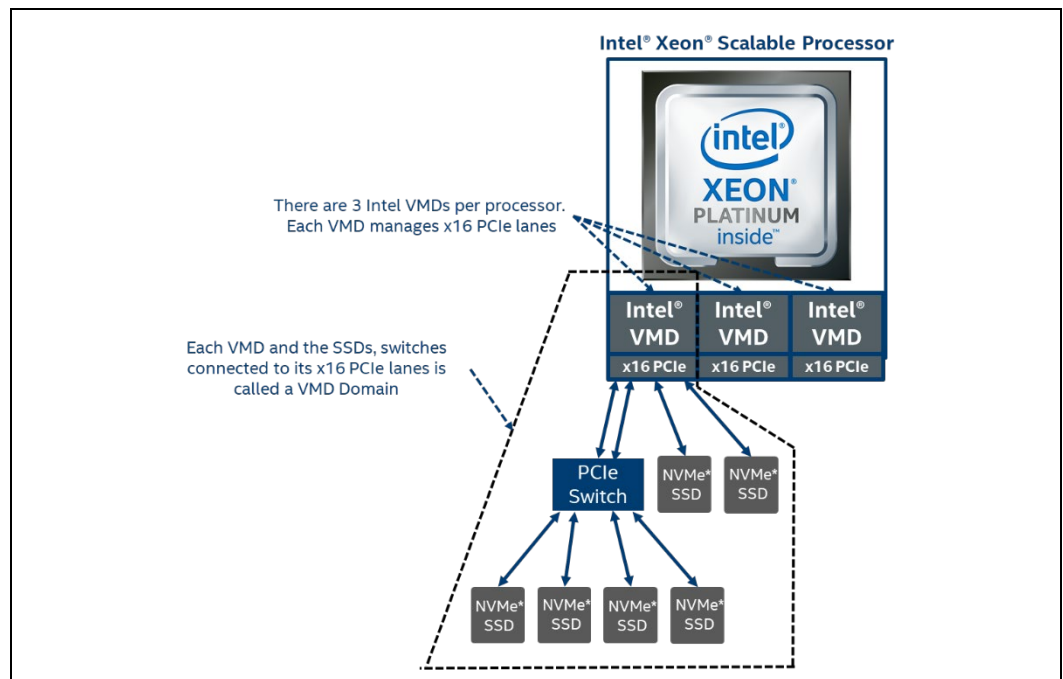 Intel® Xeon® Scalable Processor
intel®
XEON®
PLATINUM
inside™
There are 3 Intel VMDs per processor.
Each VMD manages x16 PCIe lanes
Intel®
VMD
x16 PCIe
Intel®
VMD
x16 PCIe
Intel®
VMD
x16 PCIe
Each VMD and the SSDs, switches
connected to its x16 PCIe lanes is
called a VMD Domain
PCIe
Switch
NVMe*
SSD
NVMe*
SSD
NVMe*
SSD
NVMe*
SSD
NVMe*
SSD
NVMe*
SSD